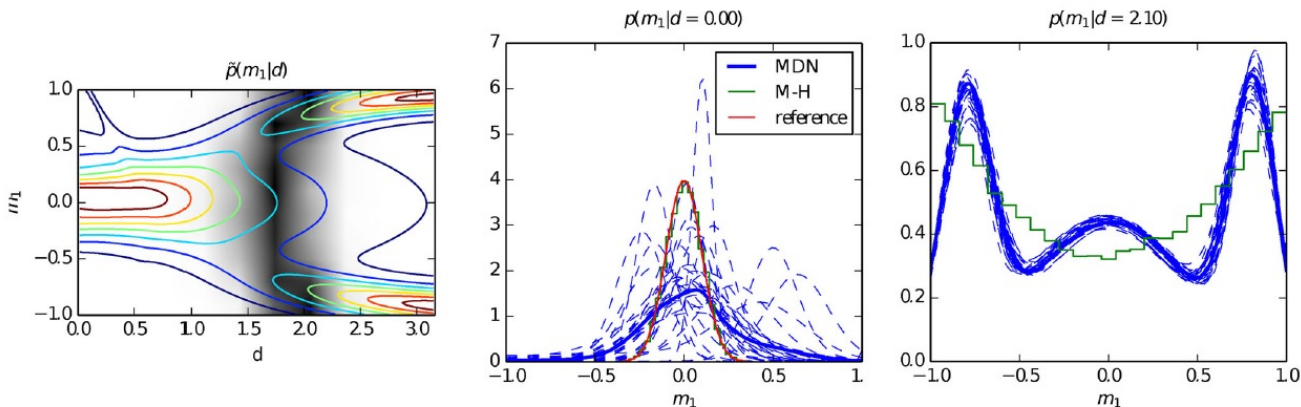 p̃(m₁|d)
m₁
1.0
0.5
0.0
−0.5
−1.0
0.0 0.5 1.0 1.5 2.0 2.5 3.0
d
p(m₁|d = 0.00)
7
6
5
4
3
2
1
0
MDN
M-H
reference
-1.0 -0.5 0.0 0.5 1.
m₁
p(m₁|d = 2.10)
1.0
0.8
0.6
0.4
0.2
0.0
−1.0 −0.5 0.0 0.5 1.0
m₁